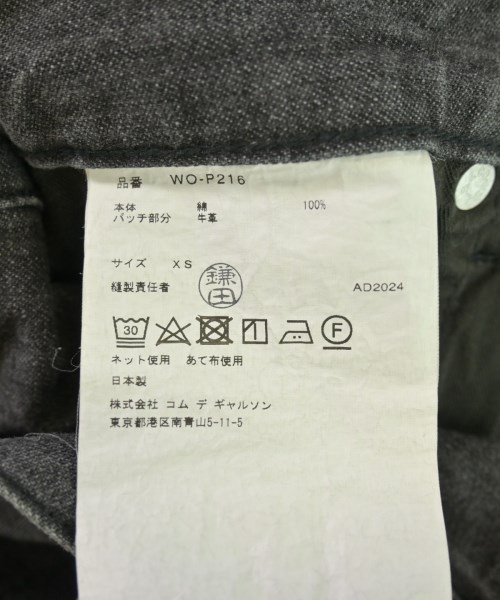 品番 WO-P216
本体 綿 100%
パッチ部分 牛革
サイズ XS
縫製責任者 鎌田 AD2024
30 F
ネット使用 あて布使用
日本製
株式会社 コム デ ギャルソン
東京都港区南青山5-11-5